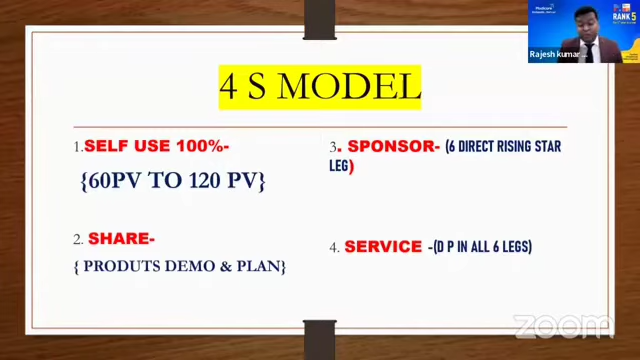 4 S MODEL
1.SELF USE 100%-
{60PV TO 120 PV}
2. SHARE-
{ PRODUTS DEMO & PLAN}
3. SPONSOR- (6 DIRECT RISING STAR
LEG)
4. SERVICE -(D P IN ALL 6 LEGS)
RANK 5
Rajesh kumar ...
zoom